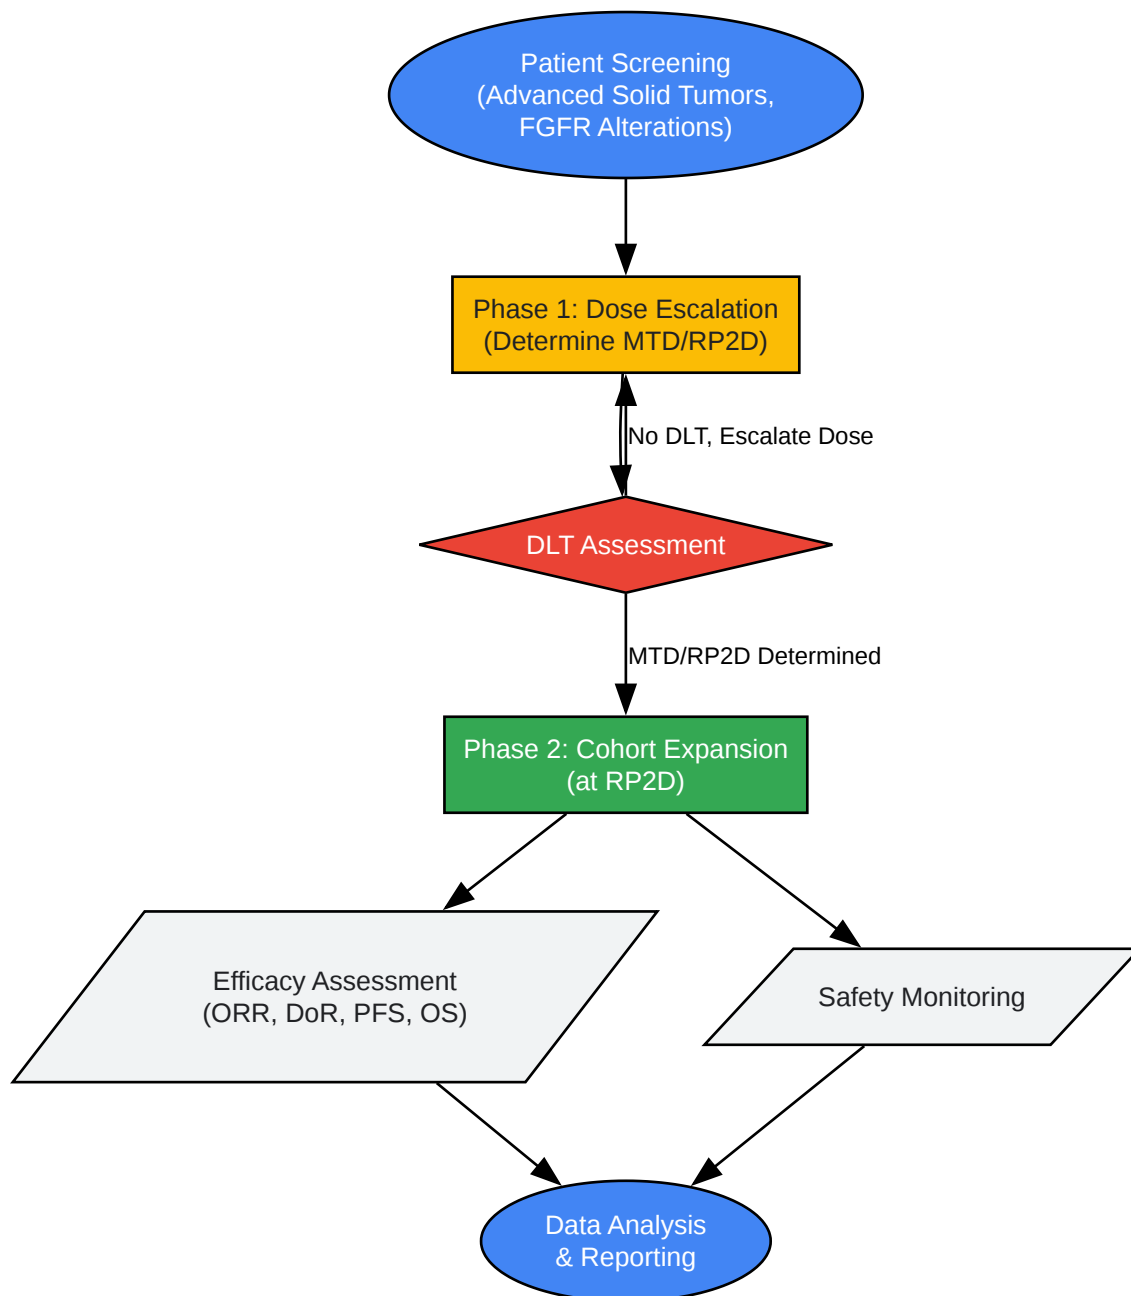 Patient Screening
(Advanced Solid Tumors,
FGFR Alterations)
Phase 1: Dose Escalation
(Determine MTD/RP2D)
No DLT, Escalate Dose
DLT Assessment
MTD/RP2D Determined
Phase 2: Cohort Expansion
(at RP2D)
Efficacy Assessment
(ORR, DoR, PFS, OS)
Safety Monitoring
Data Analysis
& Reporting